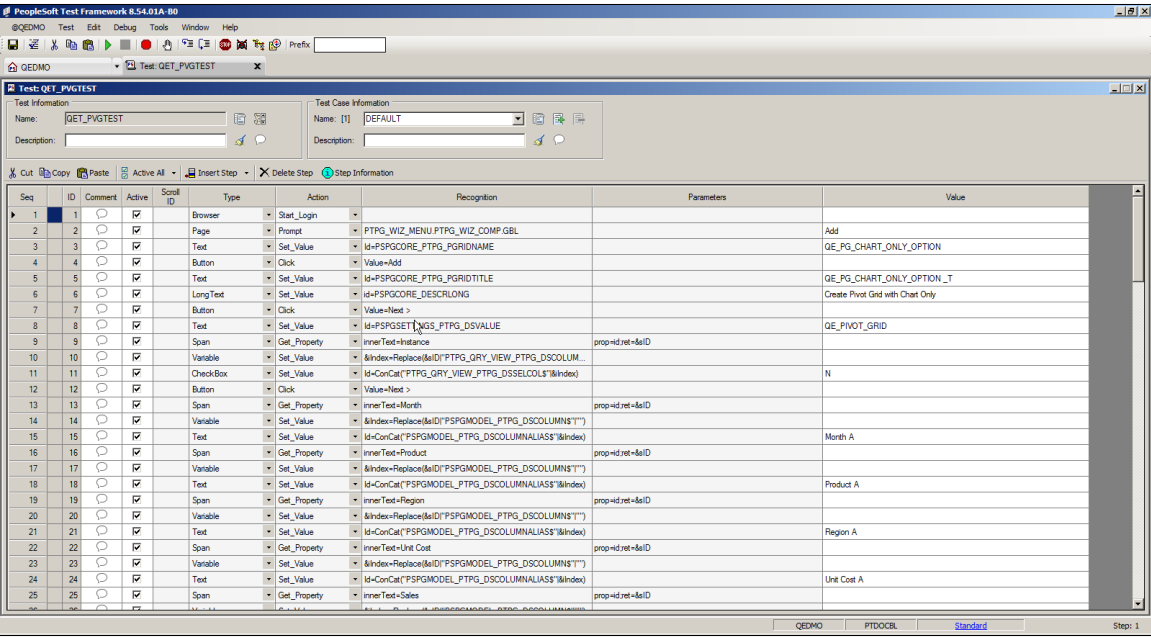 PeopleSoft Test Framework 8.54.01A-B0
@QEDMO Test Edit Debug Tools Window Help
Prefix
QEDMO Test: QET_PVGTEST
Test: QET_PVGTEST
Test Information Test Case Information
Name: QET_PVGTEST Name: [1] DEFAULT
Description: Description:
Cut Copy Paste Active All Insert Step Delete Step Step Information
Seq ID Comment Active Scroll ID Type Action Recognition Parameters Value
1 1 Browser Start_Login
2 2 Page Prompt PTPG_WIZ_MENU.PTPG_WIZ_COMP.GBL Add
3 3 Text Set_Value Id=PSPGCORE_PTPG_PGRIDNAME QE_PG_CHART_ONLY_OPTION
4 4 Button Click Value=Add
5 5 Text Set_Value Id=PSPGCORE_PTPG_PGRIDTITLE QE_PG_CHART_ONLY_OPTION _T
6 6 LongText Set_Value id=PSPGCORE_DESCRLONG Create Pivot Grid with Chart Only
7 7 Button Click Value=Next >
8 8 Text Set_Value Id=PSPGSETTINGS_PTPG_DSVALUE QE_PIVOT_GRID
9 9 Span Get_Property innerText=Instance prop=id;ret=&sID
10 10 Variable Set_Value &Index=Replace(&sID|"PTPG_QRY_VIEW_PTPG_DSCOLUM...
11 11 CheckBox Set_Value Id=ConCat("PTPG_QRY_VIEW_PTPG_DSSELCOL$"|&Index) N
12 12 Button Click Value=Next >
13 13 Span Get_Property innerText=Month prop=id;ret=&sID
14 14 Variable Set_Value &Index=Replace(&sID|"PSPGMODEL_PTPG_DSCOLUMN$"|"")
15 15 Text Set_Value Id=ConCat("PSPGMODEL_PTPG_DSCOLUMNALIAS$"|&Index) Month A
16 16 Span Get_Property innerText=Product prop=id;ret=&sID
17 17 Variable Set_Value &Index=Replace(&sID|"PSPGMODEL_PTPG_DSCOLUMN$"|"")
18 18 Text Set_Value Id=ConCat("PSPGMODEL_PTPG_DSCOLUMNALIAS$"|&Index) Product A
19 19 Span Get_Property innerText=Region prop=id;ret=&sID
20 20 Variable Set_Value &Index=Replace(&sID|"PSPGMODEL_PTPG_DSCOLUMN$"|"")
21 21 Text Set_Value Id=ConCat("PSPGMODEL_PTPG_DSCOLUMNALIAS$"|&Index) Region A
22 22 Span Get_Property innerText=Unit Cost prop=id;ret=&sID
23 23 Variable Set_Value &Index=Replace(&sID|"PSPGMODEL_PTPG_DSCOLUMN$"|"")
24 24 Text Set_Value Id=ConCat("PSPGMODEL_PTPG_DSCOLUMNALIAS$"|&Index) Unit Cost A
25 25 Span Get_Property innerText=Sales prop=id;ret=&sID
QEDMO PTDOCBL Standard Step: 1